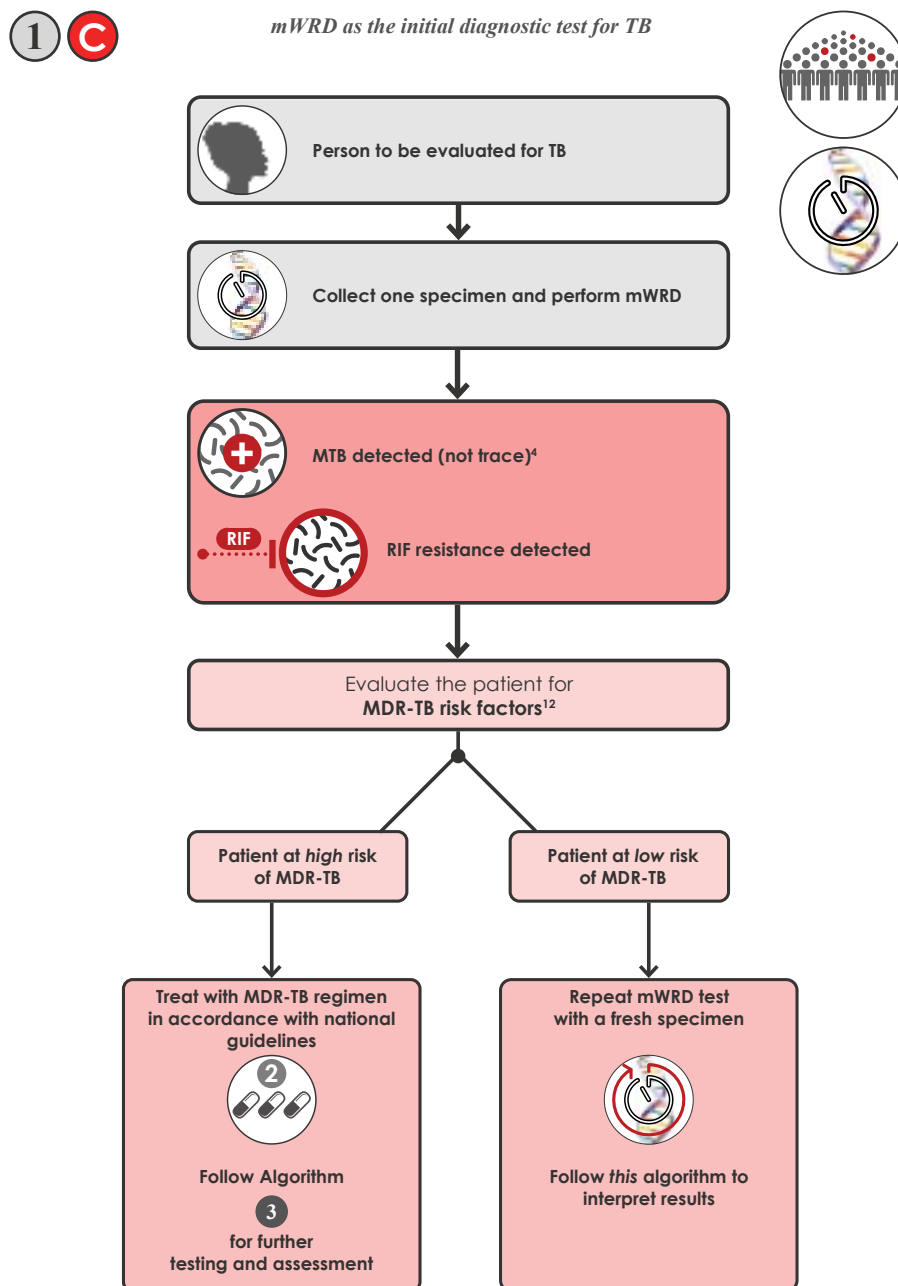 1 C
mWRD as the initial diagnostic test for TB
Person to be evaluated for TB
Collect one specimen and perform mWRD
MTB detected (not trace)⁴
RIF
RIF resistance detected
Evaluate the patient for
MDR-TB risk factors¹²
Patient at high risk
of MDR-TB
Patient at low risk
of MDR-TB
Treat with MDR-TB regimen
in accordance with national
guidelines
2
Follow Algorithm
3
for further
testing and assessment
Repeat mWRD test
with a fresh specimen
Follow this algorithm to
interpret results